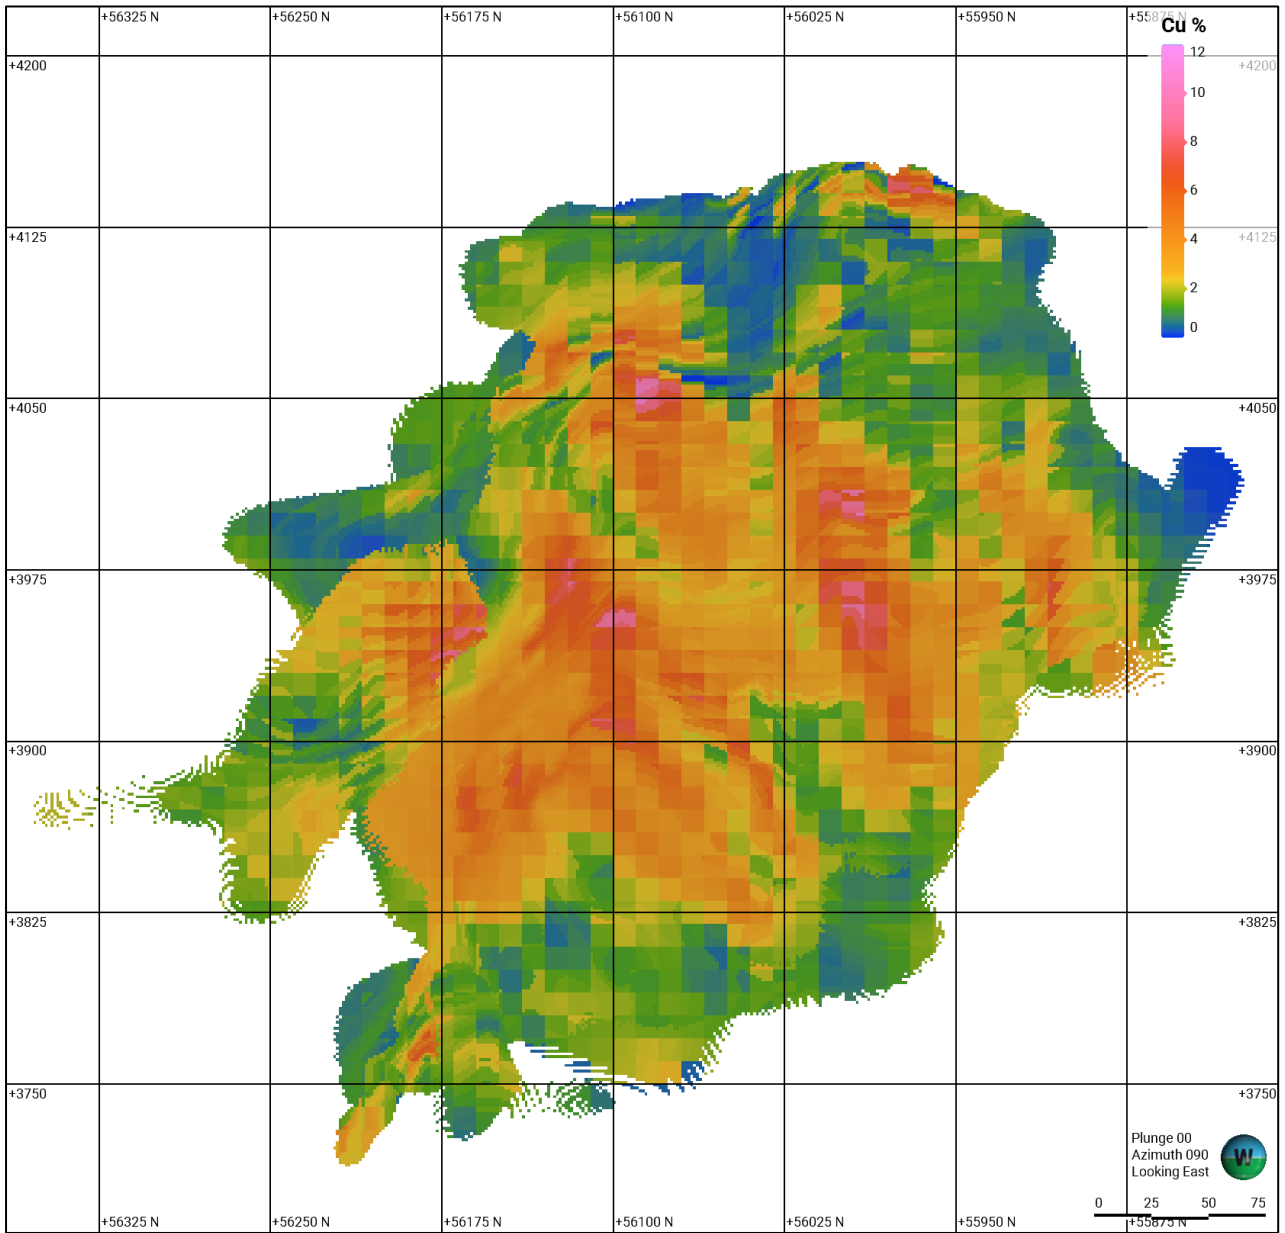 +56325 N
+56250 N
+56175 N
+56100 N
+56025 N
+55950 N
+55875 N
Cu %
12
10
8
6
4
2
0
+4200
+4200
+4125
+4125
+4050
+4050
+3975
+3975
+3900
+3900
+3825
+3825
+3750
+3750
Plunge 00
Azimuth 090
Looking East
W
0 25 50 75
+56325 N
+56250 N
+56175 N
+56100 N
+56025 N
+55950 N
+55875 N